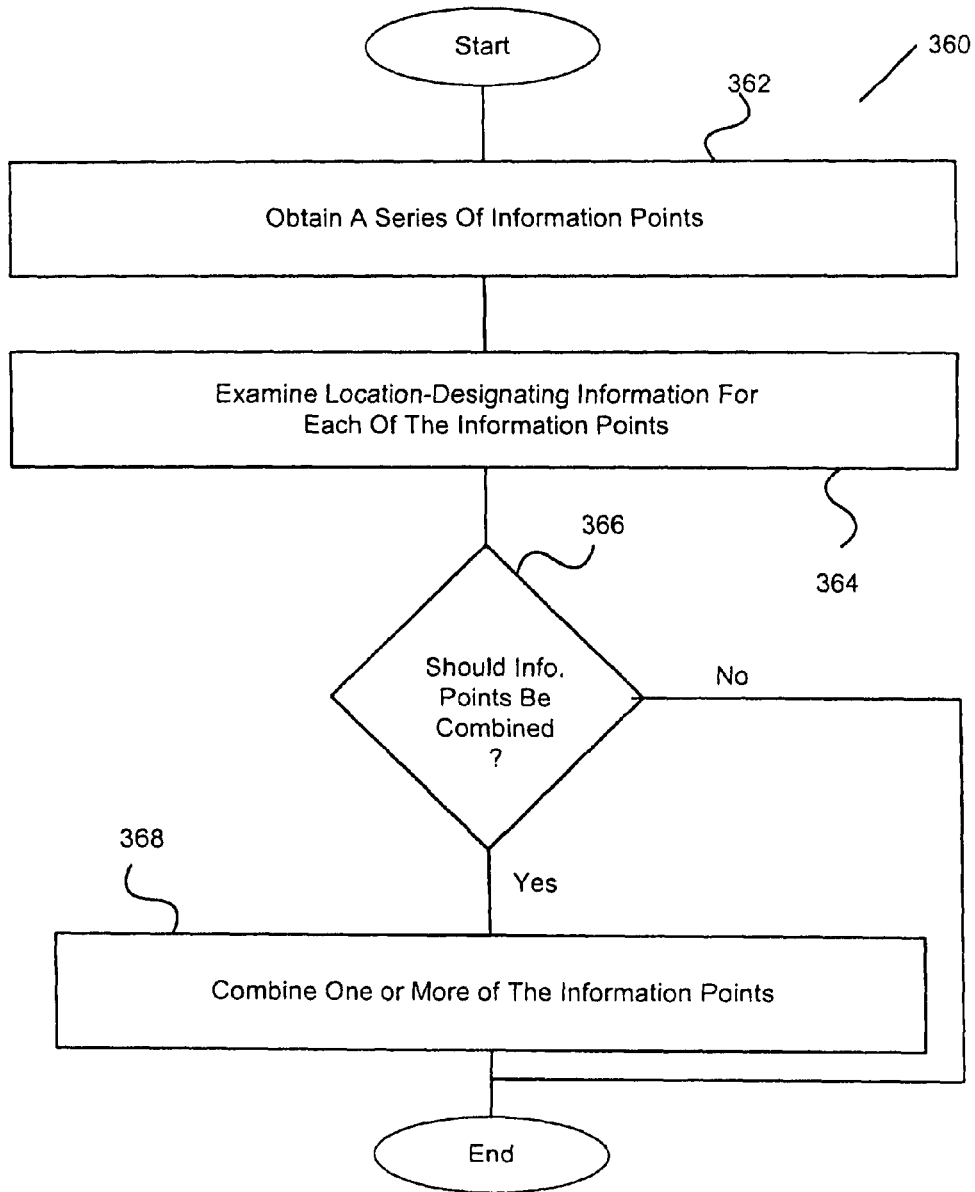 Start
360
362
Obtain A Series Of Information Points
Examine Location-Designating Information For
Each Of The Information Points
364
366
Should Info.
Points Be
Combined
?
No
Yes
368
Combine One or More of The Information Points
End